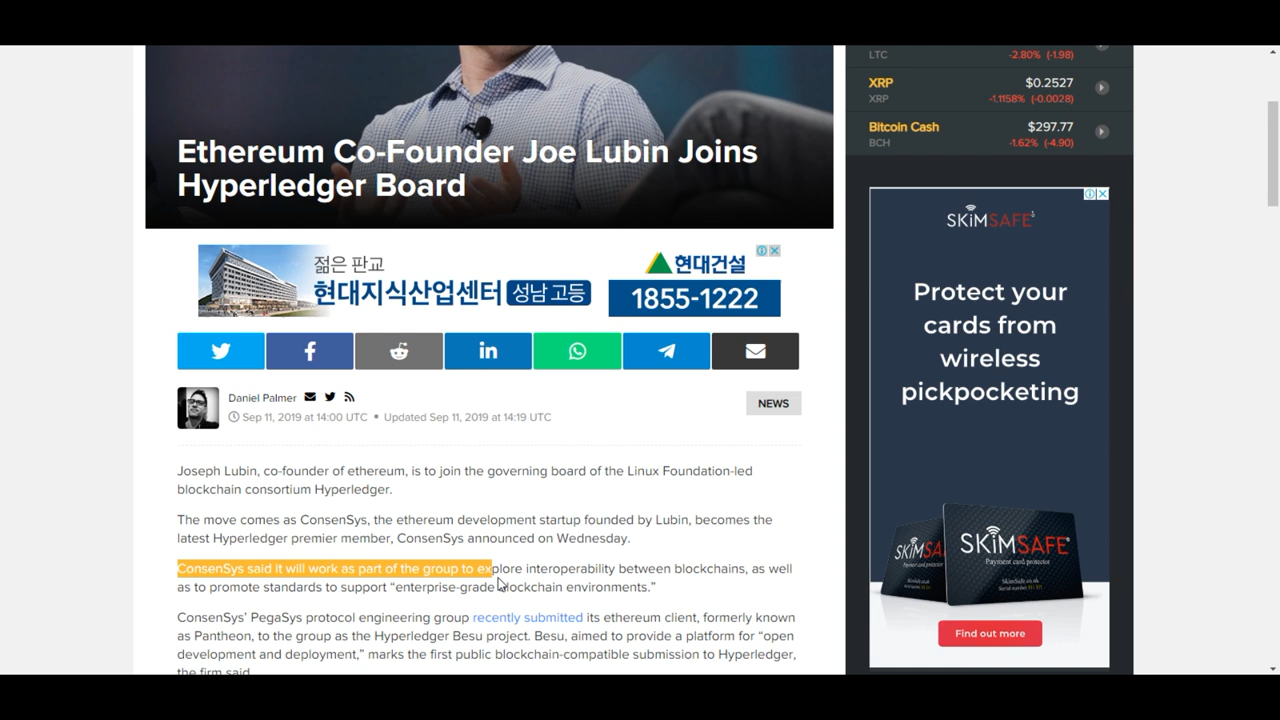 Ethereum Co-Founder Joe Lubin Joins
Hyperledger Board
젊은 판교
현대지식산업센터 성남 고등
현대건설
1855-1222
Daniel Palmer
Sep 11, 2019 at 14:00 UTC • Updated Sep 11, 2019 at 14:19 UTC
NEWS
Joseph Lubin, co-founder of ethereum, is to join the governing board of the Linux Foundation-led
blockchain consortium Hyperledger.
The move comes as ConsenSys, the ethereum development startup founded by Lubin, becomes the
latest Hyperledger premier member, ConsenSys announced on Wednesday.
ConsenSys said it will work as part of the group to explore interoperability between blockchains, as well
as to promote standards to support “enterprise-grade blockchain environments.”
ConsenSys’ PegaSys protocol engineering group recently submitted its ethereum client, formerly known
as Pantheon, to the group as the Hyperledger Besu project. Besu, aimed to provide a platform for “open
development and deployment,” marks the first public blockchain-compatible submission to Hyperledger,
the firm said.
LTC -2.80% (-1.98)
XRP $0.2527
XRP -1.1158% (-0.0028)
Bitcoin Cash $297.77
BCH -1.62% (-4.90)
SKIMSAFE
Protect your
cards from
wireless
pickpocketing
SKIMSAFE
Payment card protector
SkimSafe.co.uk
Find out more